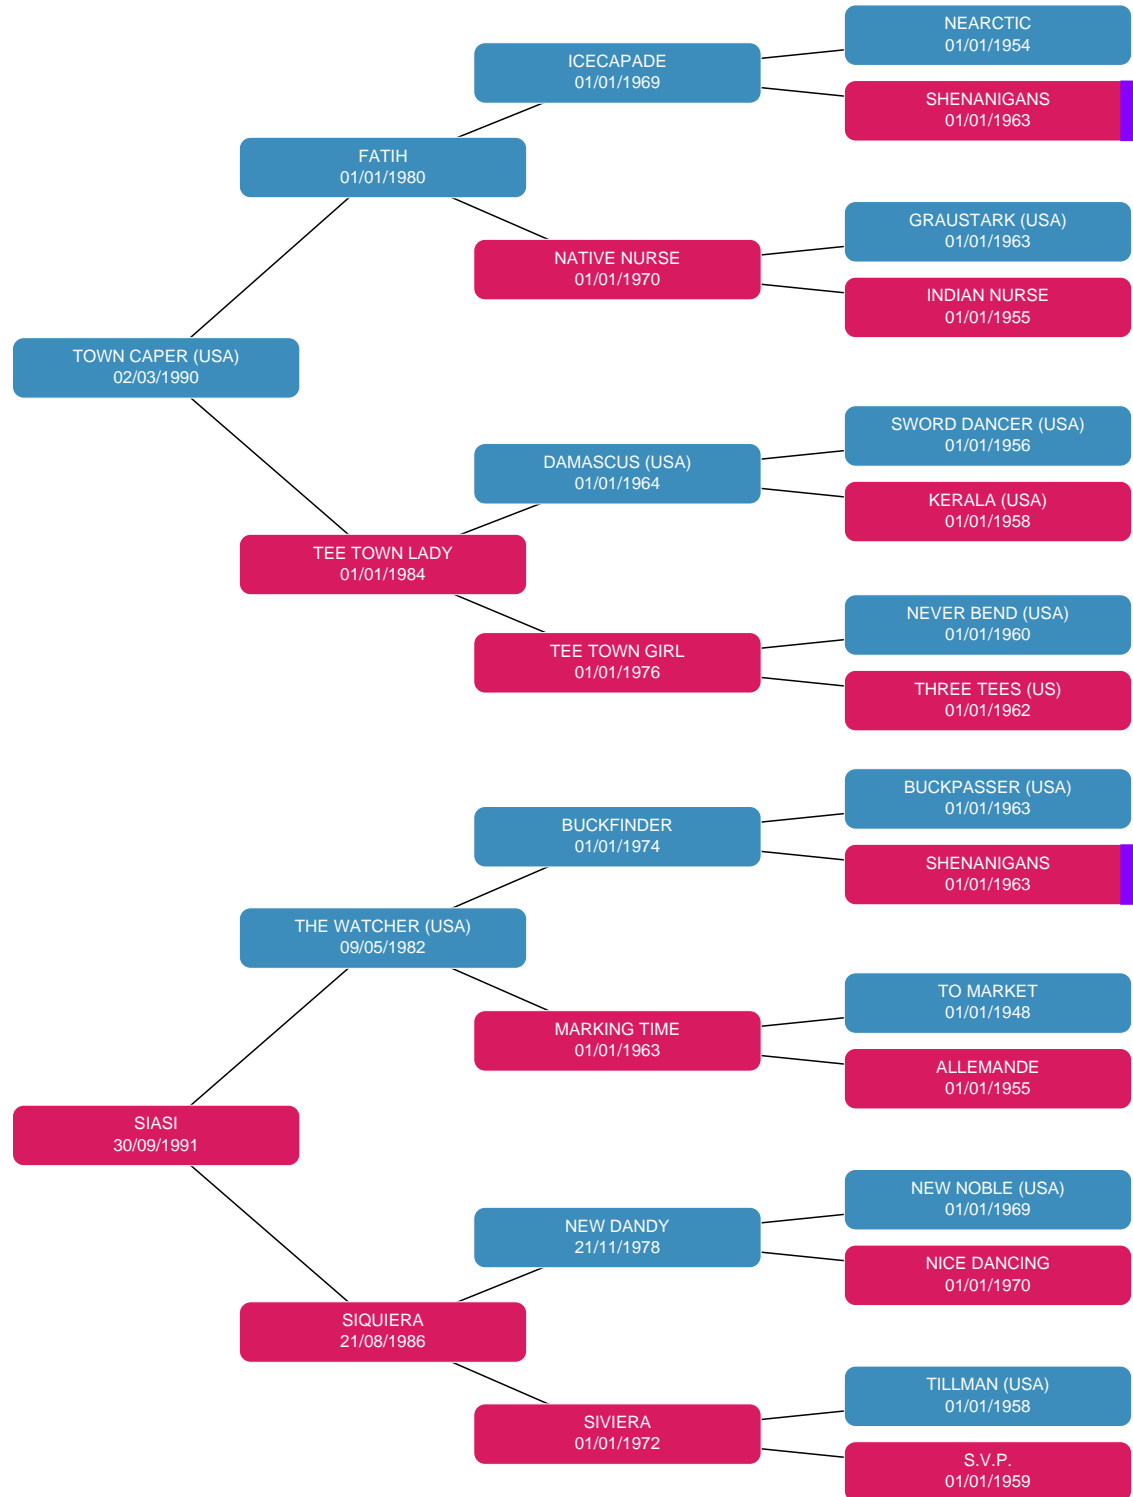 NEARCTIC
01/01/1954
ICECAPADE
01/01/1969
SHENANIGANS
01/01/1963
FATIH
01/01/1980
GRAUSTARK (USA)
01/01/1963
NATIVE NURSE
01/01/1970
INDIAN NURSE
01/01/1955
TOWN CAPER (USA)
02/03/1990
SWORD DANCER (USA)
01/01/1956
DAMASCUS (USA)
01/01/1964
KERALA (USA)
01/01/1958
TEE TOWN LADY
01/01/1984
NEVER BEND (USA)
01/01/1960
TEE TOWN GIRL
01/01/1976
THREE TEES (US)
01/01/1962
BUCKPASSER (USA)
01/01/1963
BUCKFINDER
01/01/1974
SHENANIGANS
01/01/1963
THE WATCHER (USA)
09/05/1982
TO MARKET
01/01/1948
MARKING TIME
01/01/1963
ALLEMANDE
01/01/1955
SIASI
30/09/1991
NEW NOBLE (USA)
01/01/1969
NEW DANDY
21/11/1978
NICE DANCING
01/01/1970
SIQUIERA
21/08/1986
TILLMAN (USA)
01/01/1958
SIVIERA
01/01/1972
S.V.P.
01/01/1959